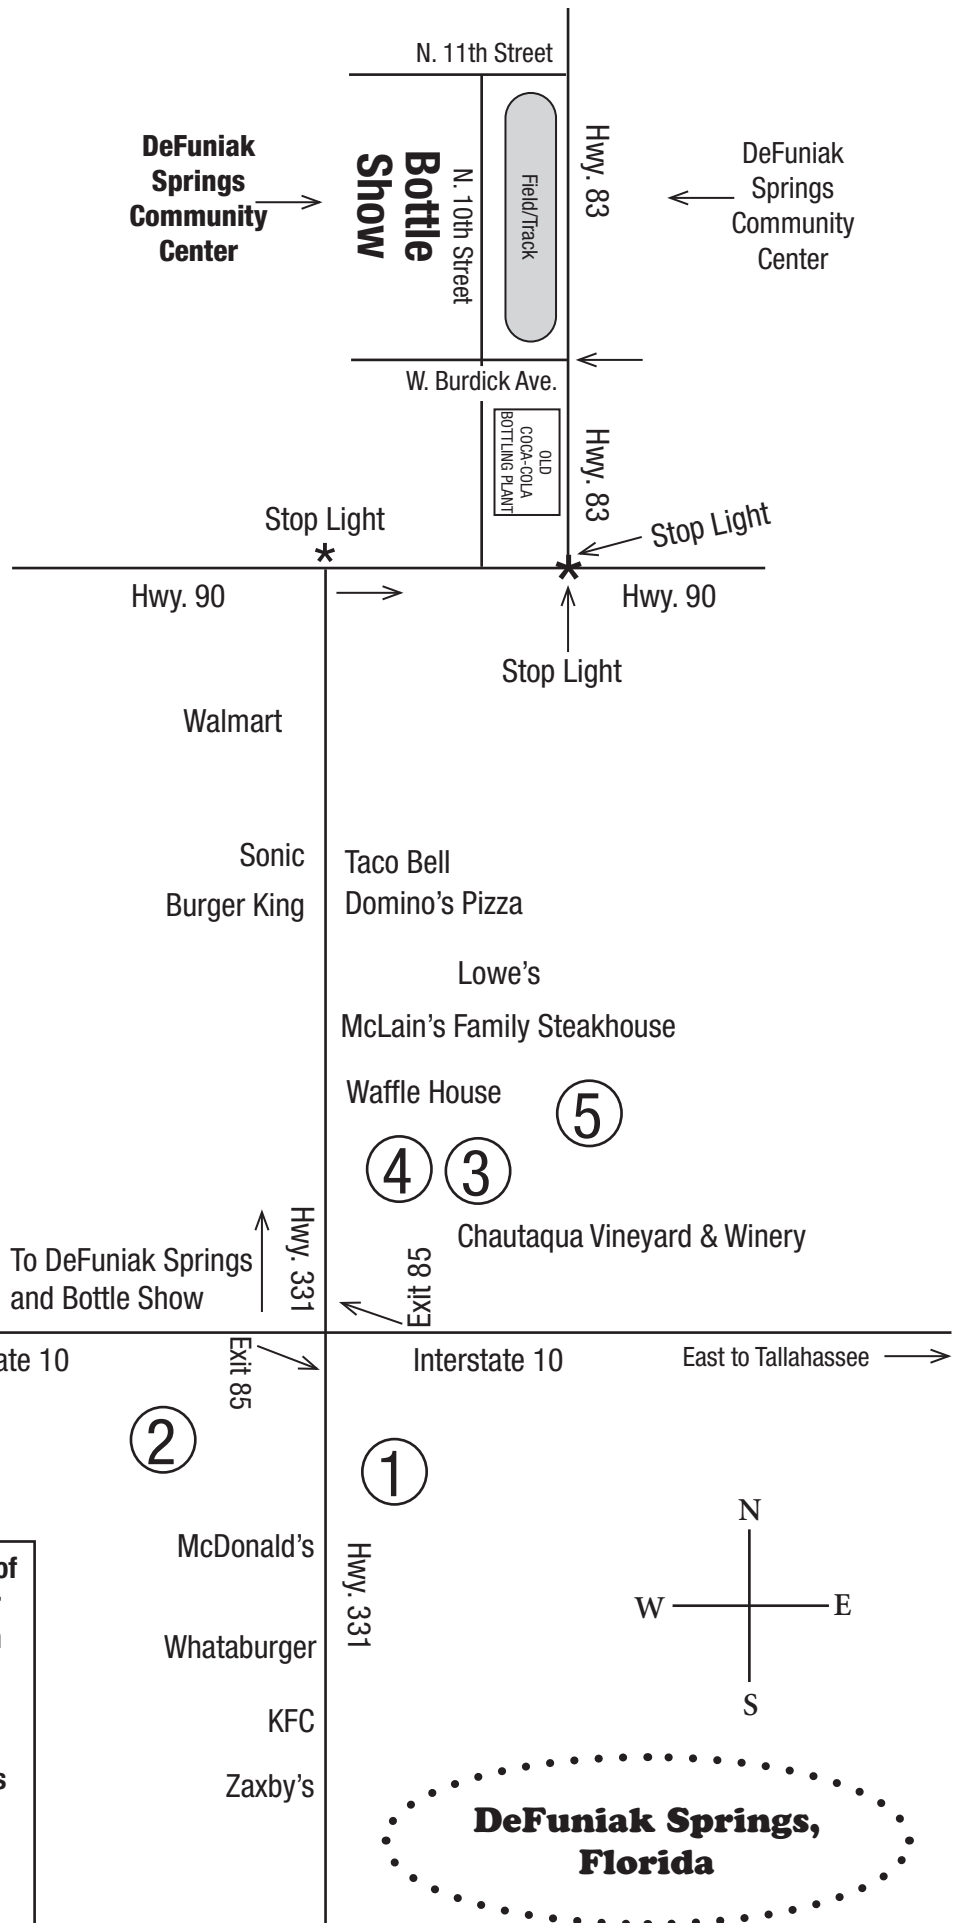 N. 11th Street
DeFuniak
Springs
Community
Center
Bottle
Show
N. 10th Street
Field/Track
Hwy. 83
DeFuniak
Springs
Community
Center
W. Burdick Ave.
OLD
COCA-COLA
BOTTLING PLANT
Hwy. 83
Stop Light
*
Stop Light
*
Hwy. 90
Hwy. 90
Stop Light
Walmart
Sonic
Taco Bell
Burger King
Domino's Pizza
Lowe's
McLain's Family Steakhouse
Waffle House
5
4
3
Chautaqua Vineyard & Winery
Hwy. 331
Exit 85
To DeFuniak Springs
and Bottle Show
ate 10
Exit 85
Interstate 10
East to Tallahassee
2
1
N
McDonald's
Hwy. 331
of
W
E
Whataburger
S
KFC
s
Zaxby's
DeFuniak Springs,
Florida